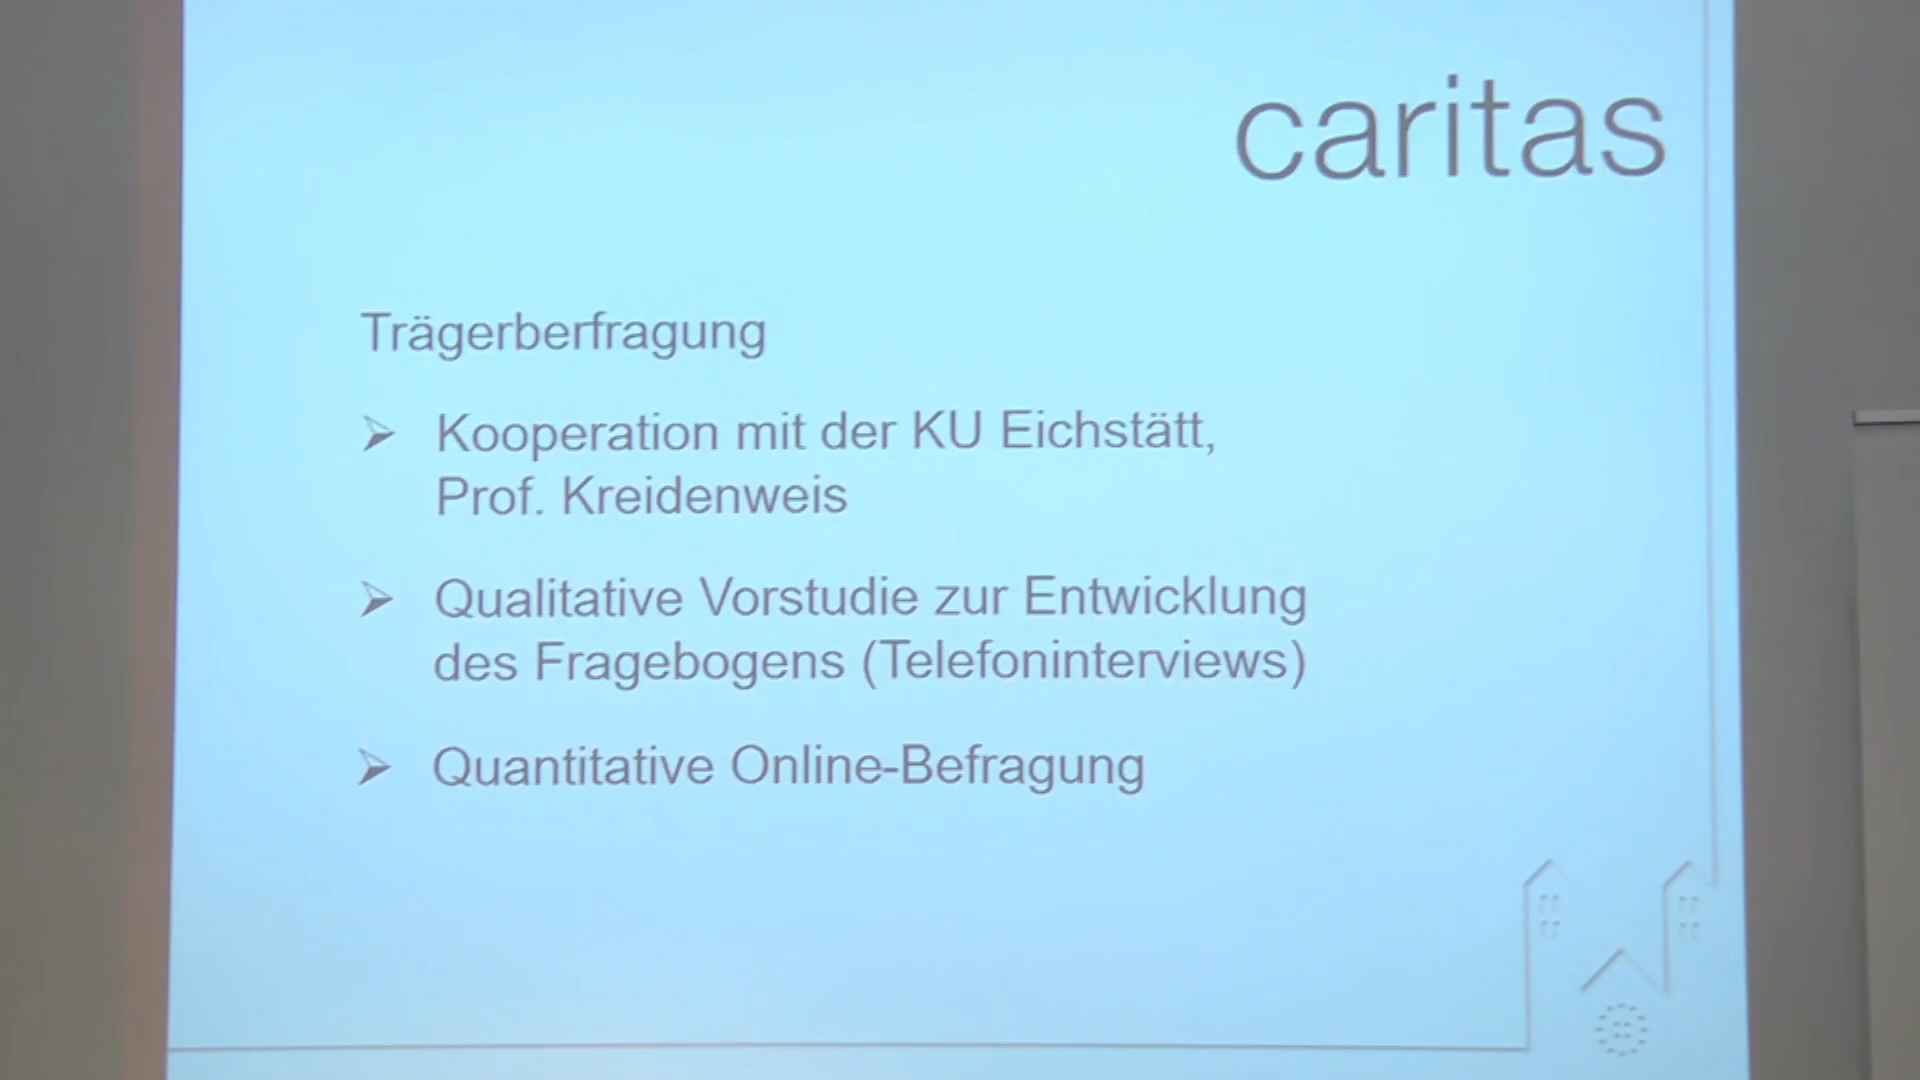 caritas
Trägerberfragung
Kooperation mit der KU Eichstätt,
Prof. Kreidenweis
Qualitative Vorstudie zur Entwicklung
des Fragebogens (Telefoninterviews)
Quantitative Online-Befragung